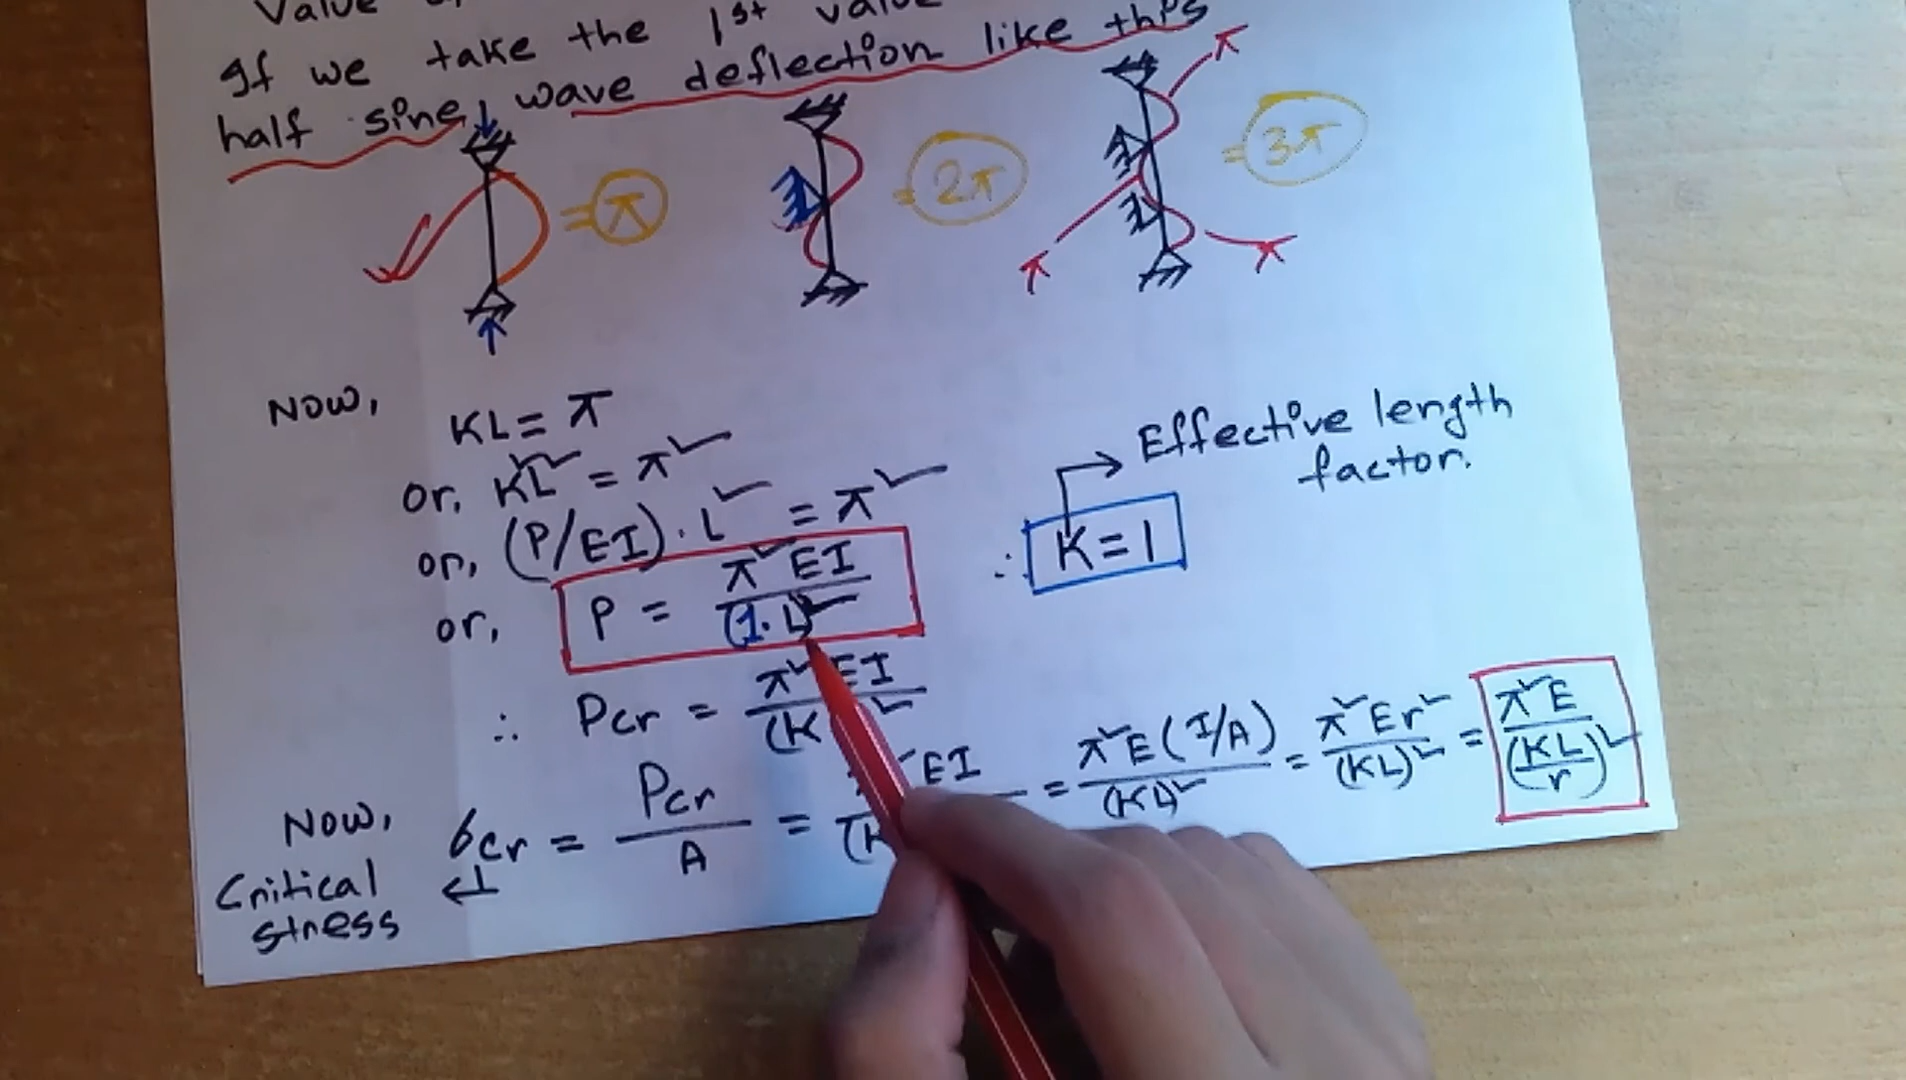 Value
If we take the 1st value
half sine wave deflection like this
= π
= 2π
= 3π
π
π
π
Now,
KL = π
or, K²L² = π²
or, (P/EI) · L² = π²
or, P = π²EI / (1·L)²
∴ K = 1
Effective length
factor.
∴ Pcr = π²EI / (K
Now, σcr = Pcr / A = EI / (K = π²E(I/A) / (KL)² = π²Er² / (KL)² = π²E / (KL/r)²
Critical
stress